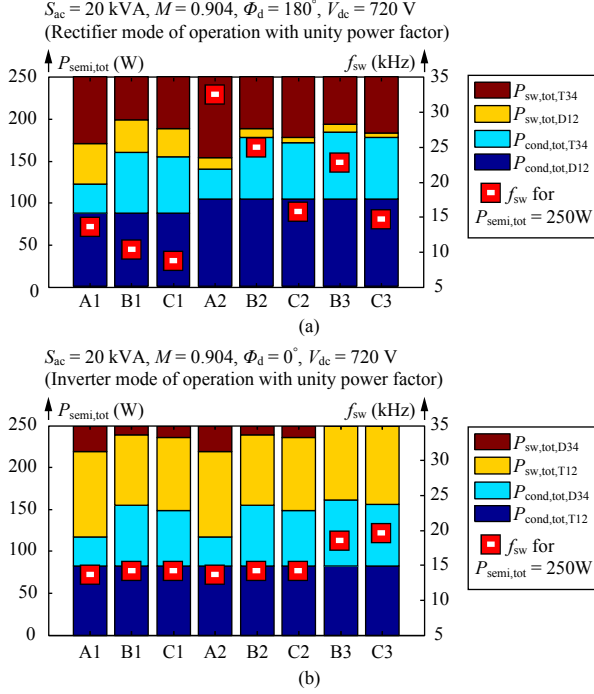 S_ac = 20 kVA, M = 0.904, Φ_d = 180°, V_dc = 720 V
(Rectifier mode of operation with unity power factor)
P_semi,tot (W) f_sw (kHz)
250 35
200 30
25
150
20
100
15
50 10
0 5
A1 B1 C1 A2 B2 C2 B3 C3
P_sw,tot,T34
P_sw,tot,D12
P_cond,tot,T34
P_cond,tot,D12
f_sw for
P_semi,tot = 250W
(a)
S_ac = 20 kVA, M = 0.904, Φ_d = 0°, V_dc = 720 V
(Inverter mode of operation with unity power factor)
P_semi,tot (W) f_sw (kHz)
250 35
200 30
25
150
20
100
15
50 10
0 5
A1 B1 C1 A2 B2 C2 B3 C3
P_sw,tot,D34
P_sw,tot,T12
P_cond,tot,D34
P_cond,tot,T12
f_sw for
P_semi,tot = 250W
(b)